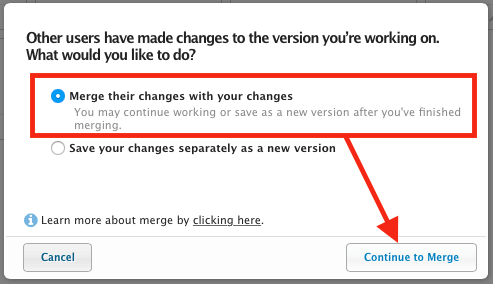 Other users have made changes to the version you're working on.
What would you like to do?
Merge their changes with your changes
You may continue working or save as a new version after you've finished
merging.
Save your changes separately as a new version
Learn more about merge by clicking here.
Cancel
Continue to Merge